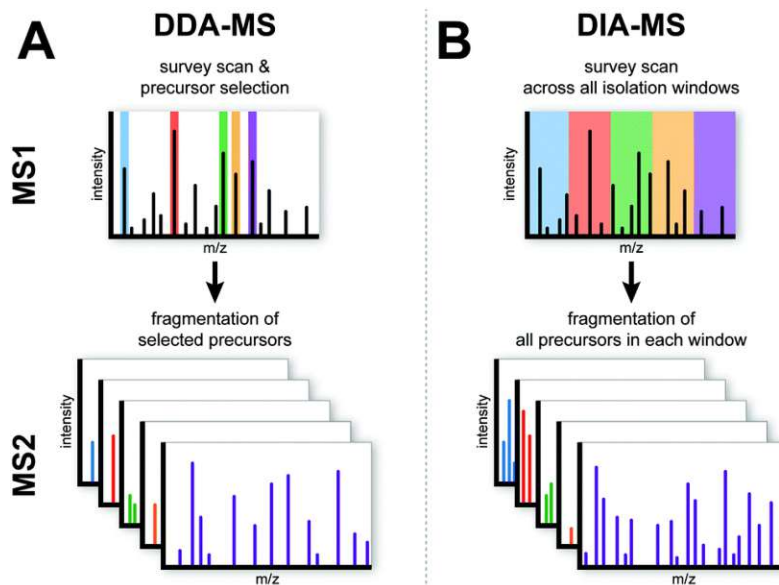 A
DDA-MS
survey scan &
precursor selection
MS1
intensity
m/z
fragmentation of
selected precursors
MS2
intensity
m/z
B
DIA-MS
survey scan
across all isolation windows
intensity
m/z
fragmentation of
all precursors in each window
intensity
m/z